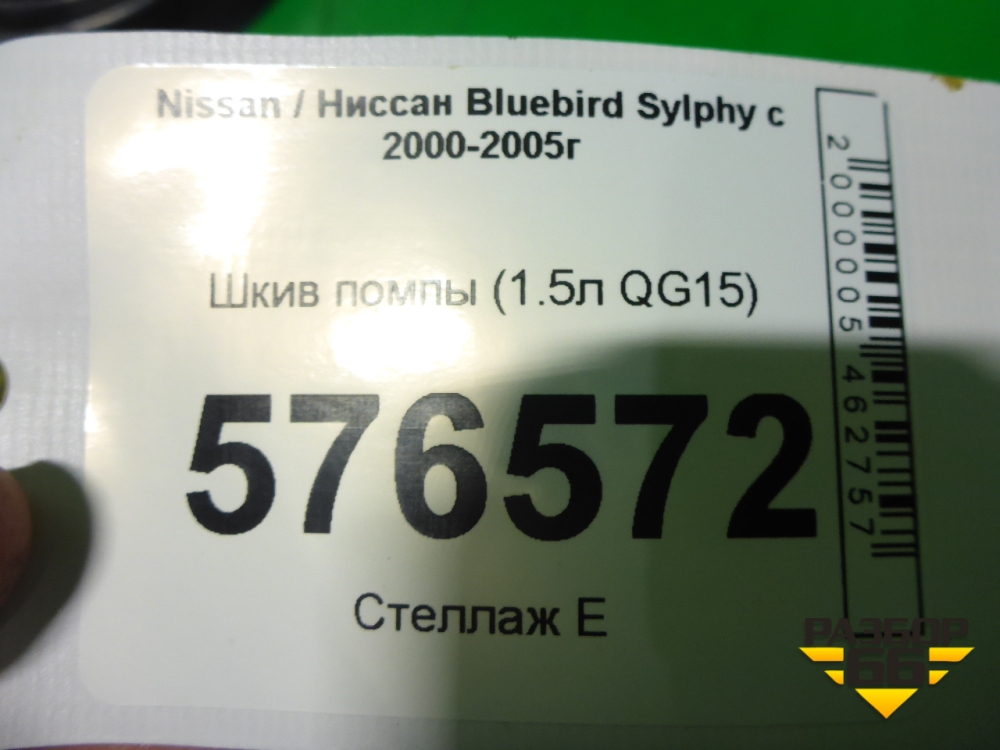 Nissan / Ниссан Bluebird Sylphy с
2000-2005г
Шкив помпы (1.5л QG15)
576572
Стеллаж Е
2000005462757
РАЗБОР
66